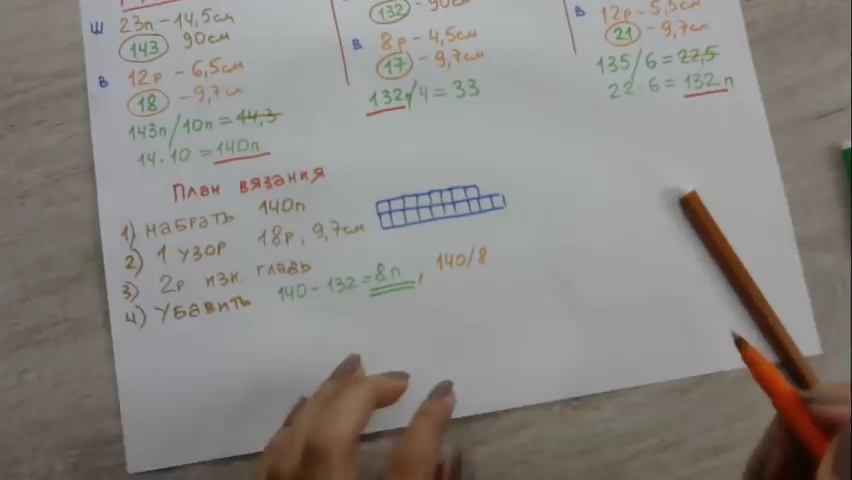 Ш 23п - 14,5см
143 90см
В 12р - 6,5см
18 - 9,7см
143п/10п = 14,3
14·10 = 140п
132 - 90см
В 8р - 4,5см
17 - 9,7см
132п/4 = 33
В 12р - 5,5см
21 - 9,7см
135/6 = 22,5
22·6 = 132п
План вязания
1) набрать 140п
2) 1 узор 18р, 9,7см
3) 2р изн. гладь
4) Убавить 140-132=8п, 140/8